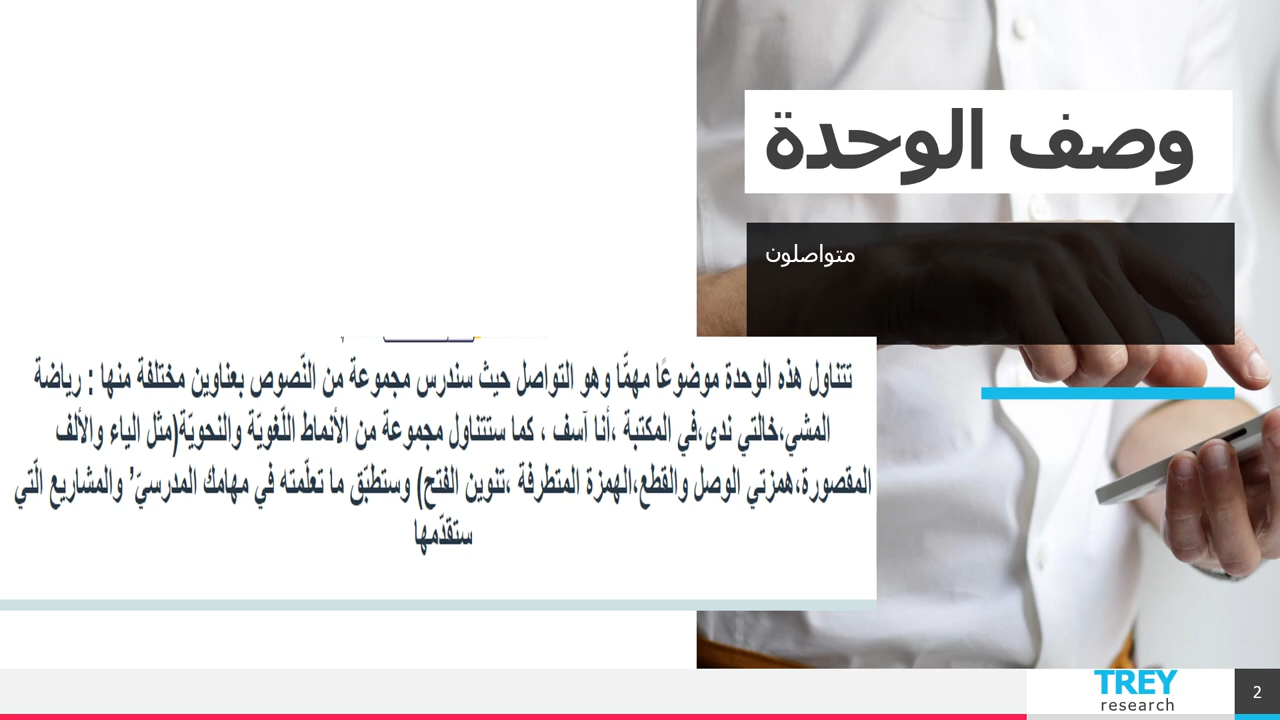 وصف الوحدة
متواصلون
تتناول هذه الوحدة موضوعًا مهمًّا وهو التواصل حيث سندرس مجموعة من النّصوص بعناوين مختلفة منها : رياضة
المشي،خالتي ندى،في المكتبة ،أنا آسف ، كما ستتناول مجموعة من الأنماط اللّغويّة والنحويّة(مثل الياء والألف
المقصورة،همزتي الوصل والقطع،الهمزة المتطرفة ،تنوين الفتح) وستطبّق ما تعلّمته في مهامك المدرسيّ’ والمشاريع الّتي
ستقدّمها
TREY
research
2